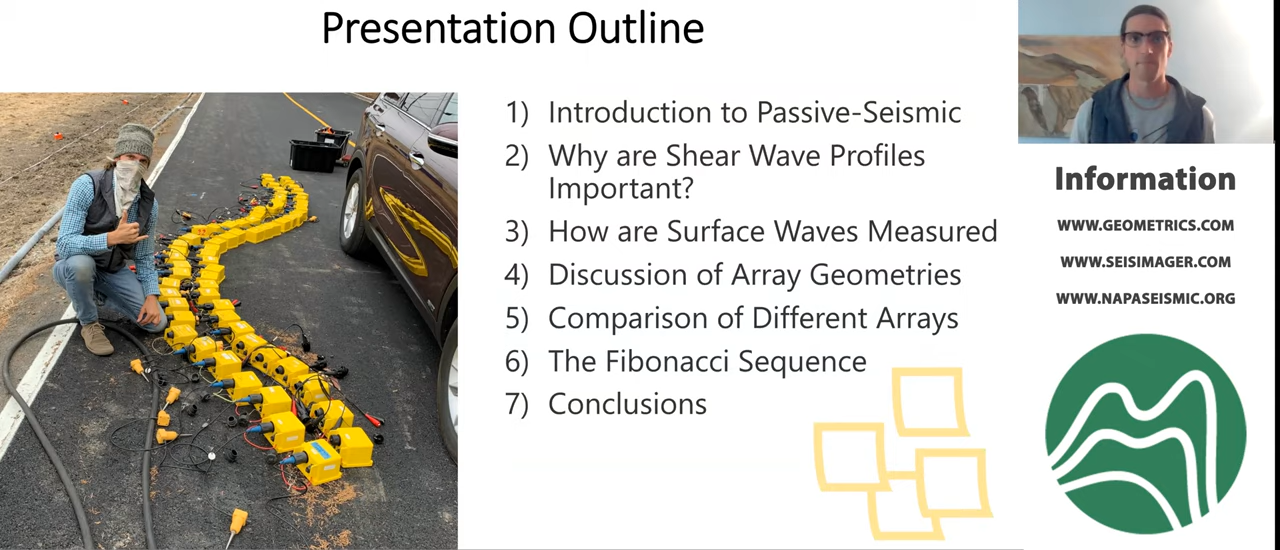 Presentation Outline
1) Introduction to Passive-Seismic
2) Why are Shear Wave Profiles
Important?
3) How are Surface Waves Measured
4) Discussion of Array Geometries
5) Comparison of Different Arrays
6) The Fibonacci Sequence
7) Conclusions
Information
WWW.GEOMETRICS.COM
WWW.SEISIMAGER.COM
WWW.NAPASEISMIC.ORG